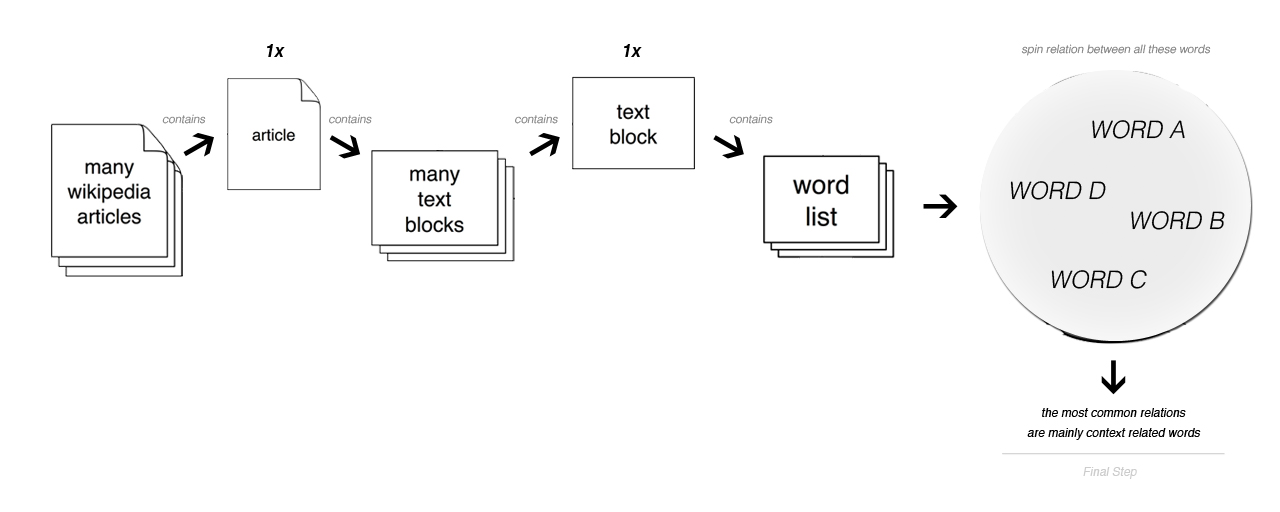 many
wikipedia
articles
contains
1x
article
contains
many
text
blocks
contains
1x
text
block
contains
word
list
spin relation between all these words
WORD A
WORD D
WORD B
WORD C
the most common relations
are mainly context related words
Final Step